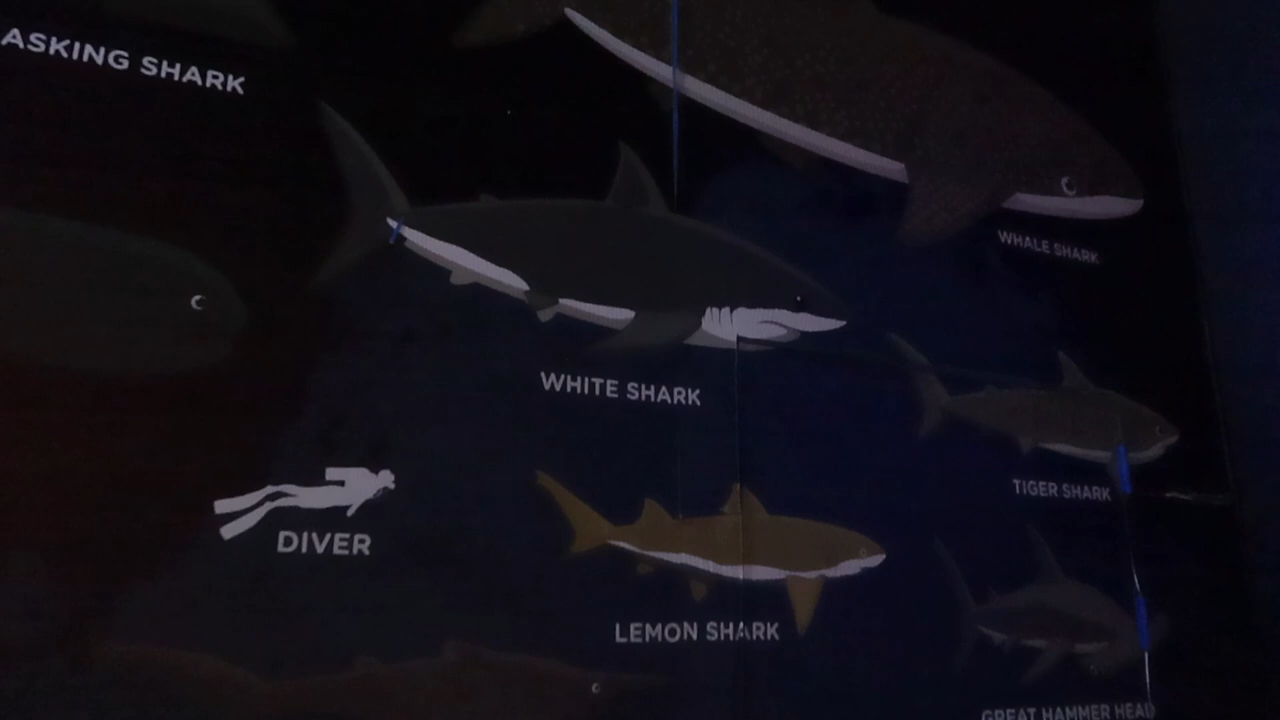 ASKING SHARK
WHALE SHARK
WHITE SHARK
TIGER SHARK
DIVER
LEMON SHARK
GREAT HAMMER HEAD